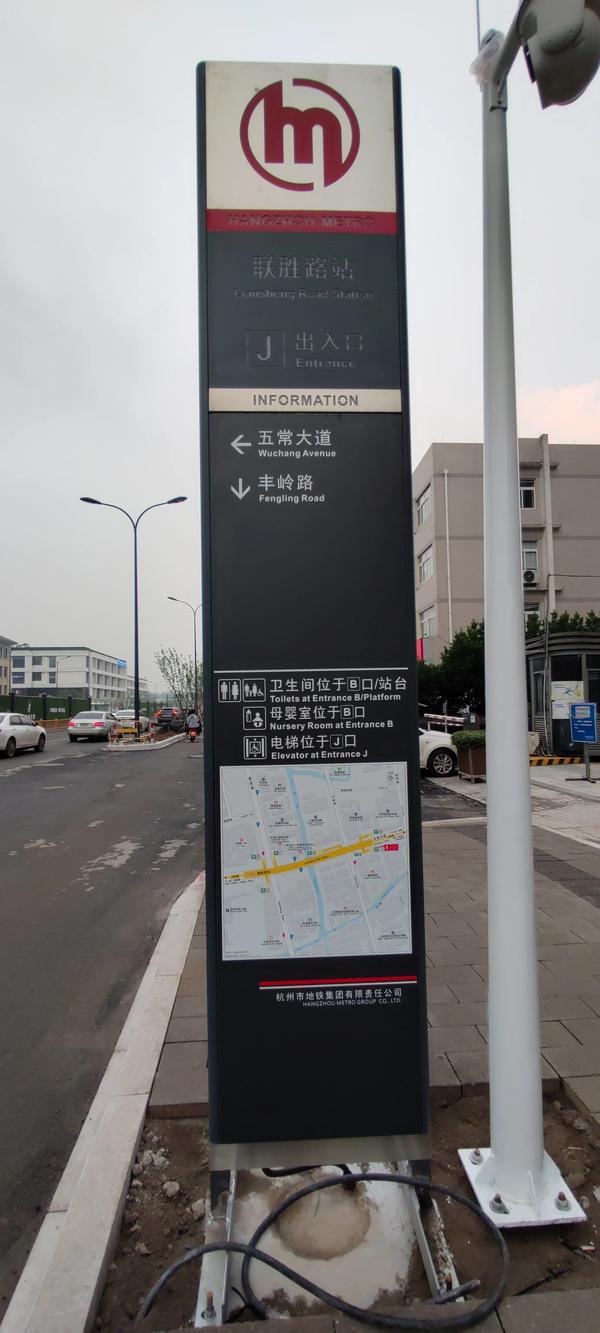 HANGZHOU METRO
联胜路站
Liansheng Road Station
J 出入口
Entrance
INFORMATION
← 五常大道
Wuchang Avenue
↓ 丰岭路
Fengling Road
卫生间位于B口/站台
Toilets at Entrance B/Platform
母婴室位于B口
Nursery Room at Entrance B
电梯位于J口
Elevator at Entrance J
杭州市地铁集团有限责任公司
HANGZHOU METRO GROUP CO., LTD.